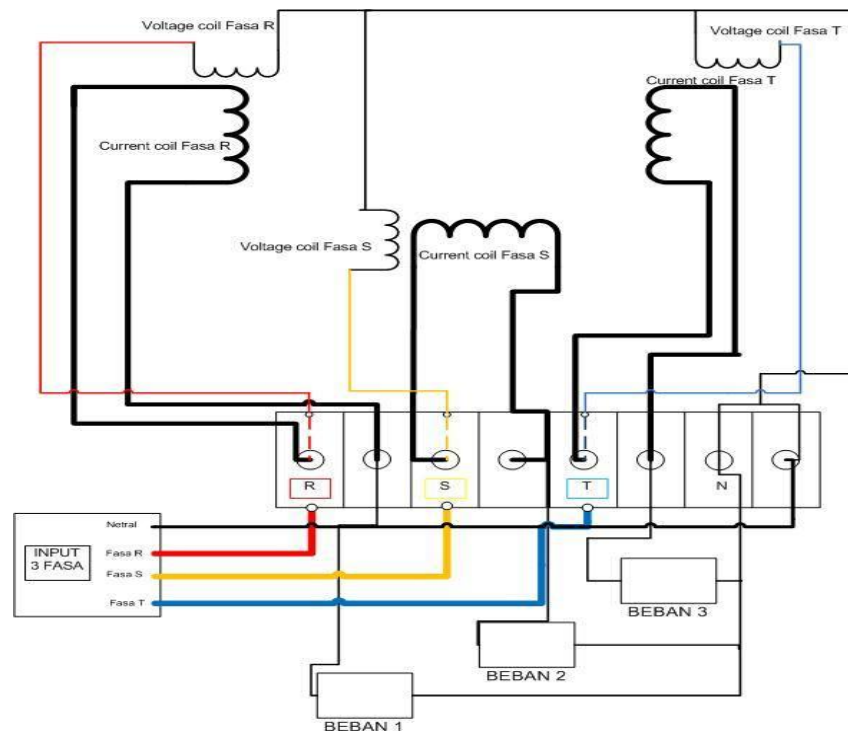 Voltage coil Fasa R
Voltage coil Fasa T
Current coil Fasa T
Current coil Fasa R
Voltage coil Fasa S
Current coil Fasa S
R
S
T
N
Netral
INPUT
3 FASA
Fasa R
Fasa S
Fasa T
BEBAN 3
BEBAN 2
BEBAN 1